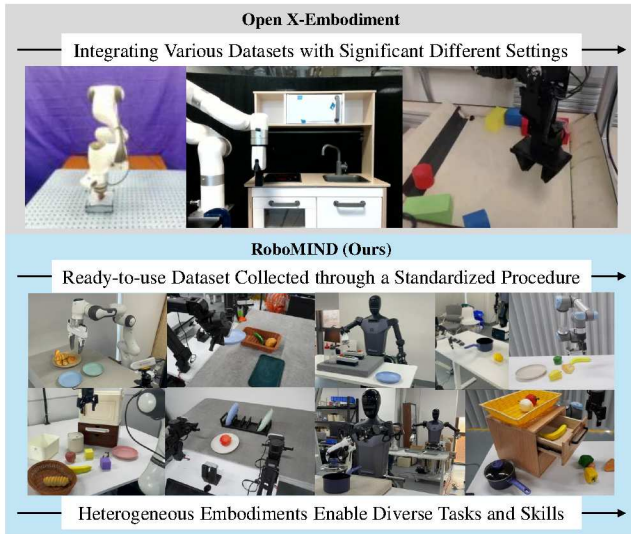 Open X-Embodiment
Integrating Various Datasets with Significant Different Settings
RoboMIND (Ours)
Ready-to-use Dataset Collected through a Standardized Procedure
Heterogeneous Embodiments Enable Diverse Tasks and Skills